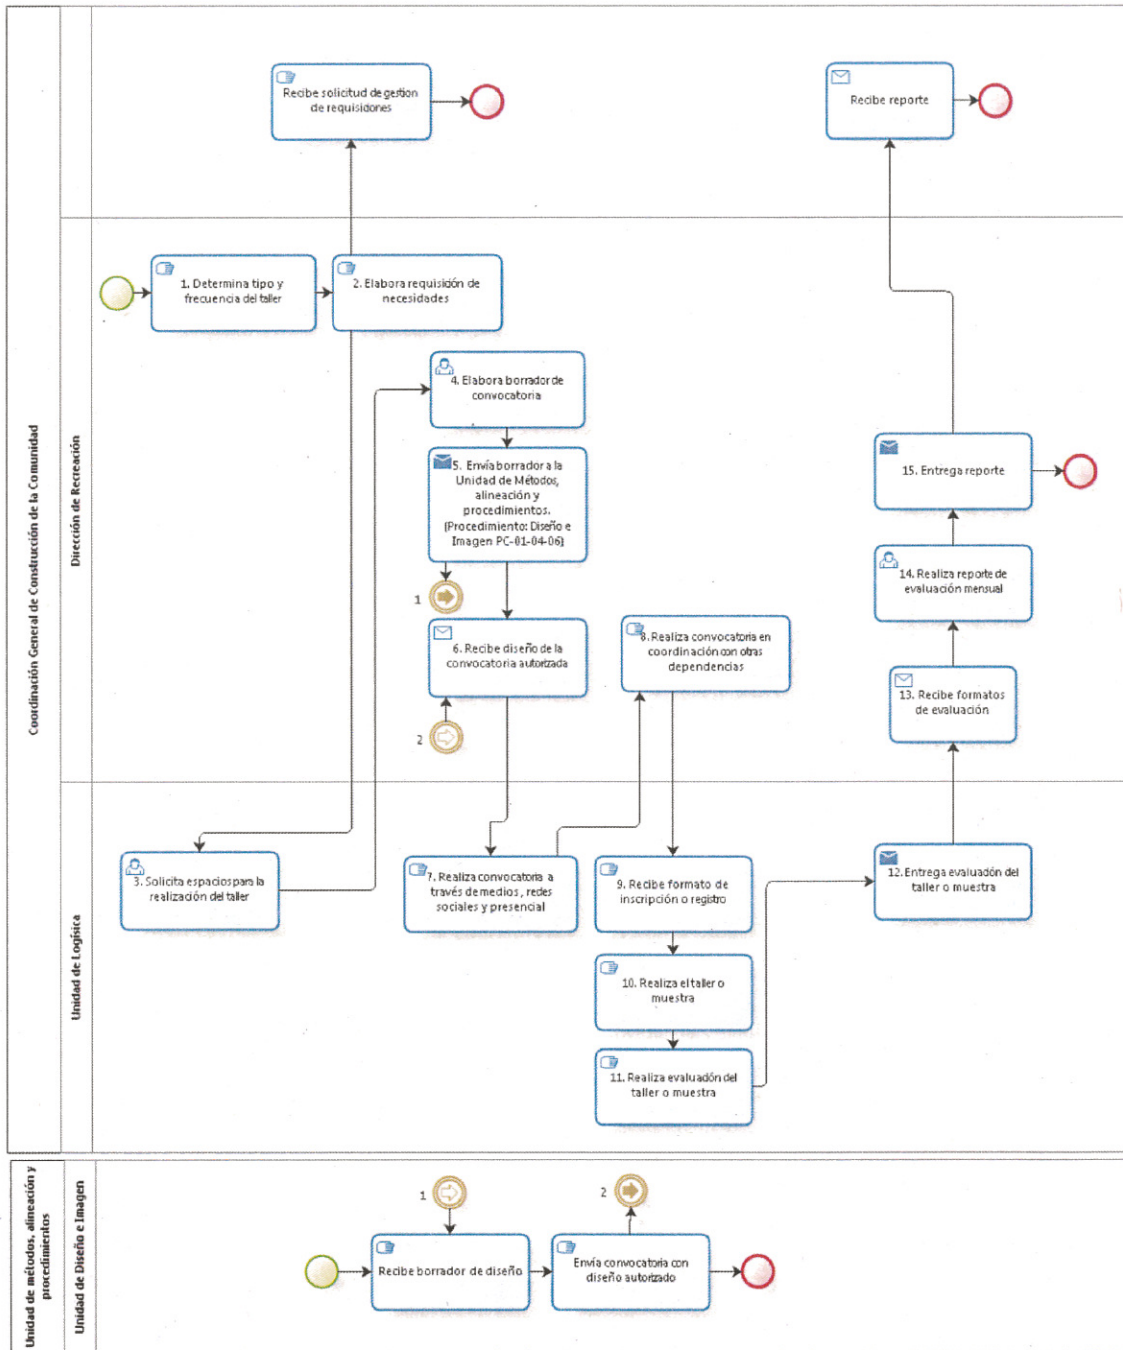 Coordinación General de Construcción de la Comunidad
Recibe solicitud de gestion
de requisiciones
Recibe reporte
Dirección de Recreación
1. Determina tipo y
frecuencia del taller
2. Elabora requisición de
necesidades
4. Elabora borrador de
convocatoria
5. Envía borrador a la
Unidad de Métodos,
alineación y
procedimientos.
(Procedimiento: Diseño e
Imagen PC-01-04-06)
1
6. Recibe diseño de la
convocatoria autorizada
2
8. Realiza convocatoria en
coordinación con otras
dependencias
15. Entrega reporte
14. Realiza reporte de
evaluación mensual
13. Recibe formatos
de evaluación
Unidad de Logísica
3. Solicita espacios para la
realización del taller
7. Realiza convocatoria a
través de medios, redes
sociales y presencial
9. Recibe formato de
inscripción o registro
10. Realiza el taller o
muestra
11. Realiza evaluación del
taller o muestra
12. Entrega evaluación del
taller o muestra
Unidad de métodos, alineación y
procedimientos
Unidad de Diseño e Imagen
1
2
Recibe borrador de diseño
Envía convocatoria con
diseño autorizado